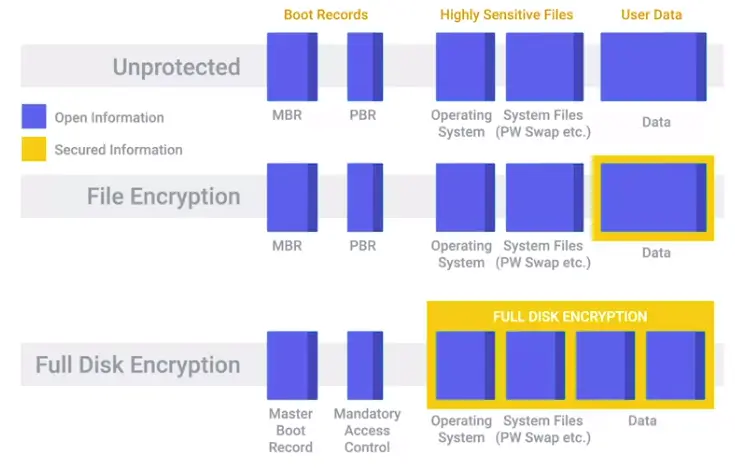 Boot Records
Highly Sensitive Files
User Data
Unprotected
MBR
PBR
Operating
System
System Files
(PW Swap etc.)
Data
Open Information
Secured Information
File Encryption
MBR
PBR
Operating
System
System Files
(PW Swap etc.)
Data
FULL DISK ENCRYPTION
Full Disk Encryption
Master
Boot
Record
Mandatory
Access
Control
Operating
System
System Files
(PW Swap etc.)
Data